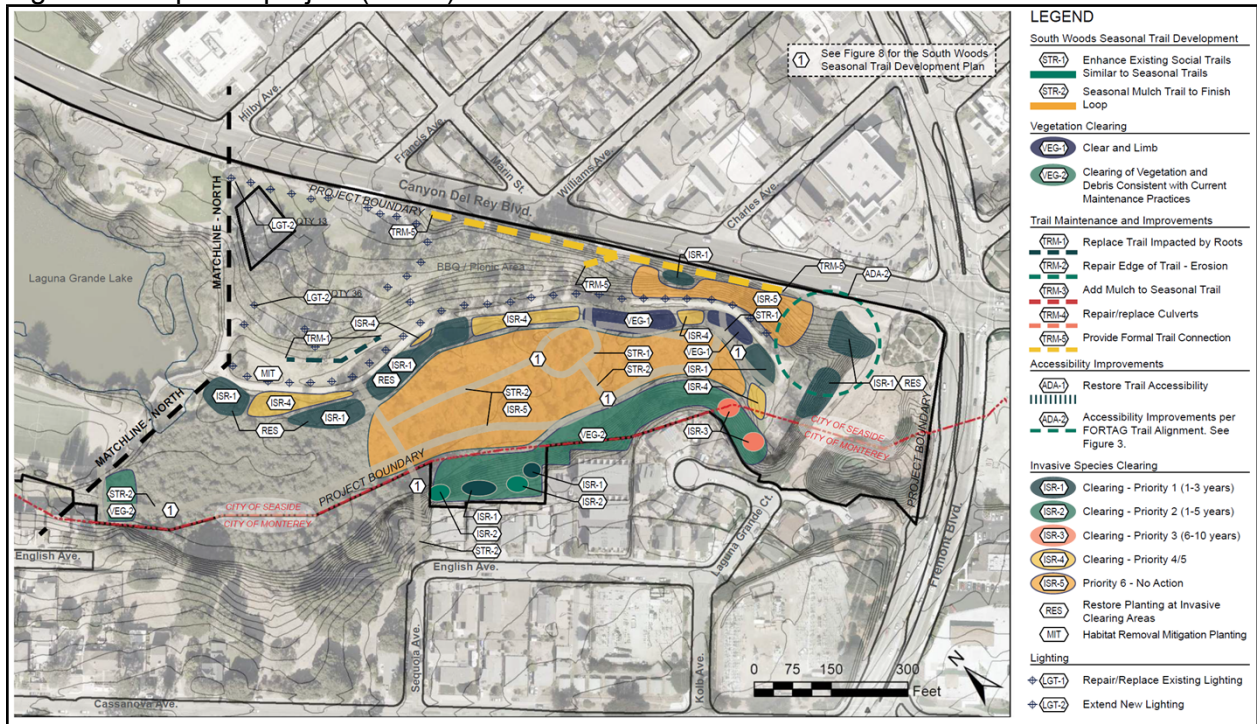 ① See Figure 8 for the South Woods
Seasonal Trail Development Plan
Hilby Ave.
Francis Ave.
Marin St.
Williams Ave.
Charles Ave.
Canyon Del Rey Blvd.
MATCHLINE - NORTH
PROJECT BOUNDARY
LGT-2 QTY 13
TRM-5
BBQ / Picnic Area
ISR-1
TRM-5
ADA-2
Laguna Grande Lake
LGT-2 QTY 36
TRM-5
ISR-5
STR-1
ISR-4
ISR-4
VEG-1
ISR-4
TRM-1
VEG-1
1
ISR-1
RES
1
STR-1
STR-2
ISR-1
ISR-4
MIT
ISR-1 RES
ISR-1
ISR-4
ISR-1
RES
STR-2
ISR-5
1
VEG-2
ISR-3
CITY OF SEASIDE
CITY OF MONTEREY
MATCHLINE - NORTH
PROJECT BOUNDARY
PROJECT BOUNDARY
STR-2
VEG-2
1
1
ISR-1
ISR-2
CITY OF SEASIDE
CITY OF MONTEREY
ISR-1
ISR-2
STR-2
English Ave.
English Ave.
Laguna Grande Ct.
Fremont Blvd.
Sequoia Ave.
Kolb Ave.
Casanova Ave.
0 75 150 300
Feet
N
LEGEND
South Woods Seasonal Trail Development
STR-1 Enhance Existing Social Trails
Similar to Seasonal Trails
STR-2 Seasonal Mulch Trail to Finish
Loop
Vegetation Clearing
VEG-1 Clear and Limb
VEG-2 Clearing of Vegetation and
Debris Consistent with Current
Maintenance Practices
Trail Maintenance and Improvements
TRM-1 Replace Trail Impacted by Roots
TRM-2 Repair Edge of Trail - Erosion
TRM-3 Add Mulch to Seasonal Trail
TRM-4 Repair/replace Culverts
TRM-5 Provide Formal Trail Connection
Accessibility Improvements
ADA-1 Restore Trail Accessibility
ADA-2 Accessibility Improvements per
FORTAG Trail Alignment. See
Figure 3.
Invasive Species Clearing
ISR-1 Clearing - Priority 1 (1-3 years)
ISR-2 Clearing - Priority 2 (1-5 years)
ISR-3 Clearing - Priority 3 (6-10 years)
ISR-4 Clearing - Priority 4/5
ISR-5 Priority 6 - No Action
RES Restore Planting at Invasive
Clearing Areas
MIT Habitat Removal Mitigation Planting
Lighting
LGT-1 Repair/Replace Existing Lighting
LGT-2 Extend New Lighting